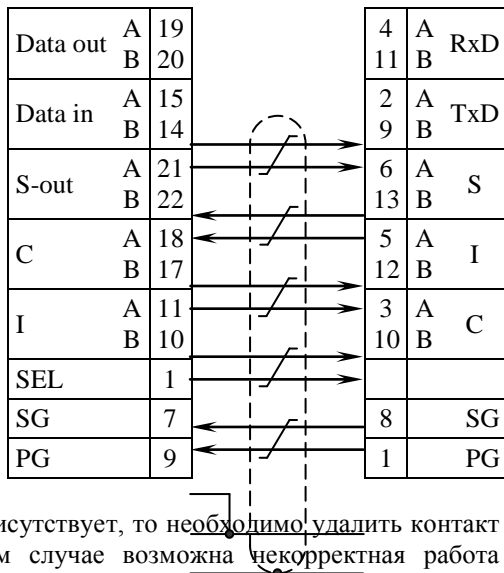 Data out A 19 4 A RxD
B 20 11 B
Data in A 15 2 A TxD
B 14 9 B
S-out A 21 6 A S
B 22 13 B
C A 18 5 A I
B 17 12 B
I A 11 3 A C
B 10 10 B
SEL 1
SG 7 8 SG
PG 9 1 PG
исутствует, то необходимо удалить контакт
м случае возможна некорректная работа